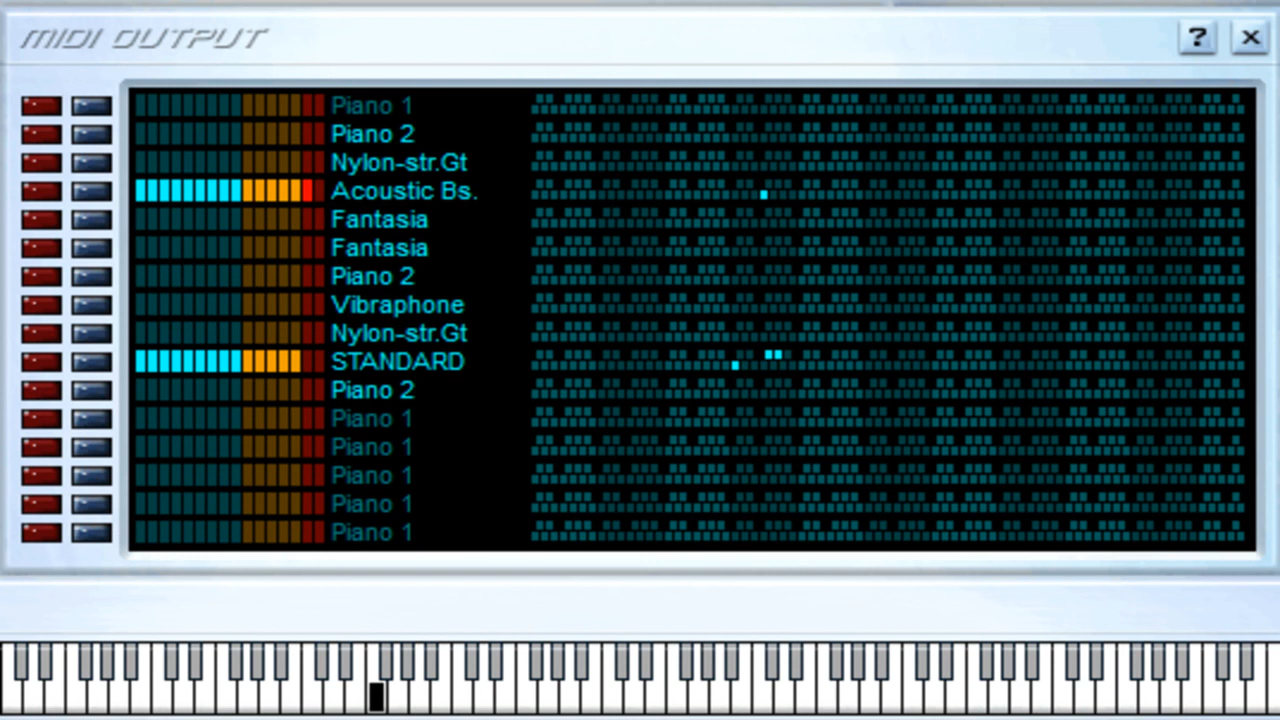 MIDI OUTPUT
? ×
Piano 1
Piano 2
Nylon-str.Gt
Acoustic Bs.
Fantasia
Fantasia
Piano 2
Vibraphone
Nylon-str.Gt
STANDARD
Piano 2
Piano 1
Piano 1
Piano 1
Piano 1
Piano 1